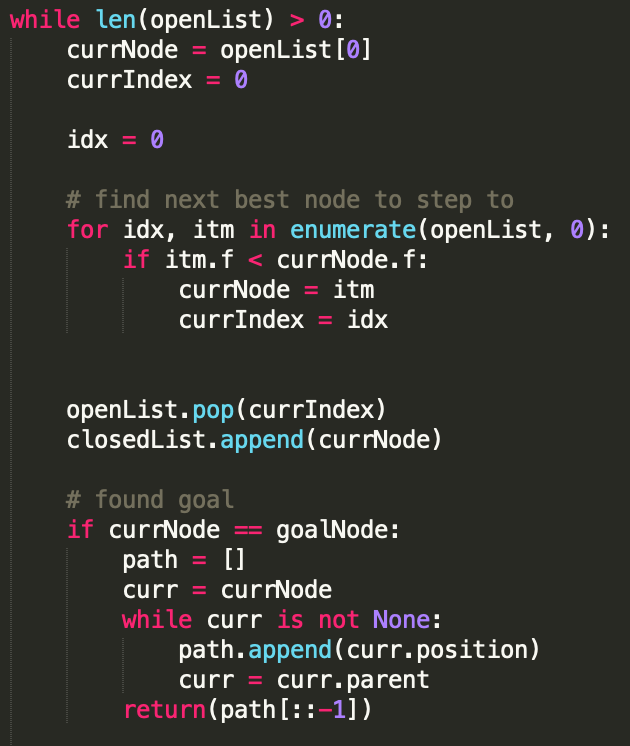 while len(openList) > 0:
    currNode = openList[0]
    currIndex = 0

    idx = 0

    # find next best node to step to
    for idx, itm in enumerate(openList, 0):
        if itm.f < currNode.f:
            currNode = itm
            currIndex = idx


    openList.pop(currIndex)
    closedList.append(currNode)

    # found goal
    if currNode == goalNode:
        path = []
        curr = currNode
        while curr is not None:
            path.append(curr.position)
            curr = curr.parent
        return(path[::-1])